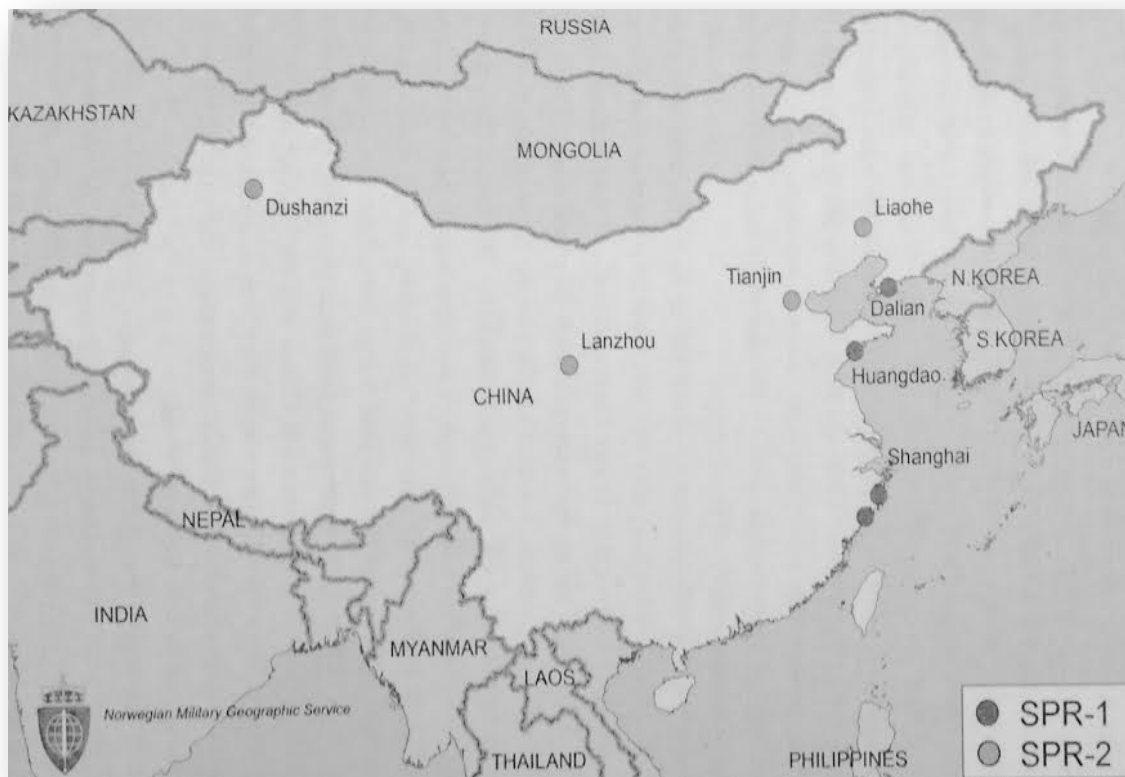 RUSSIA
KAZAKHSTAN
MONGOLIA
Dushanzi
Liaohe
Tianjin
N.KOREA
Dalian
S.KOREA
Lanzhou
Huangdao
CHINA
JAPAN
Shanghai
NEPAL
INDIA
MYANMAR
LAOS
Norwegian Military Geographic Service
SPR-1
SPR-2
THAILAND
PHILIPPINES